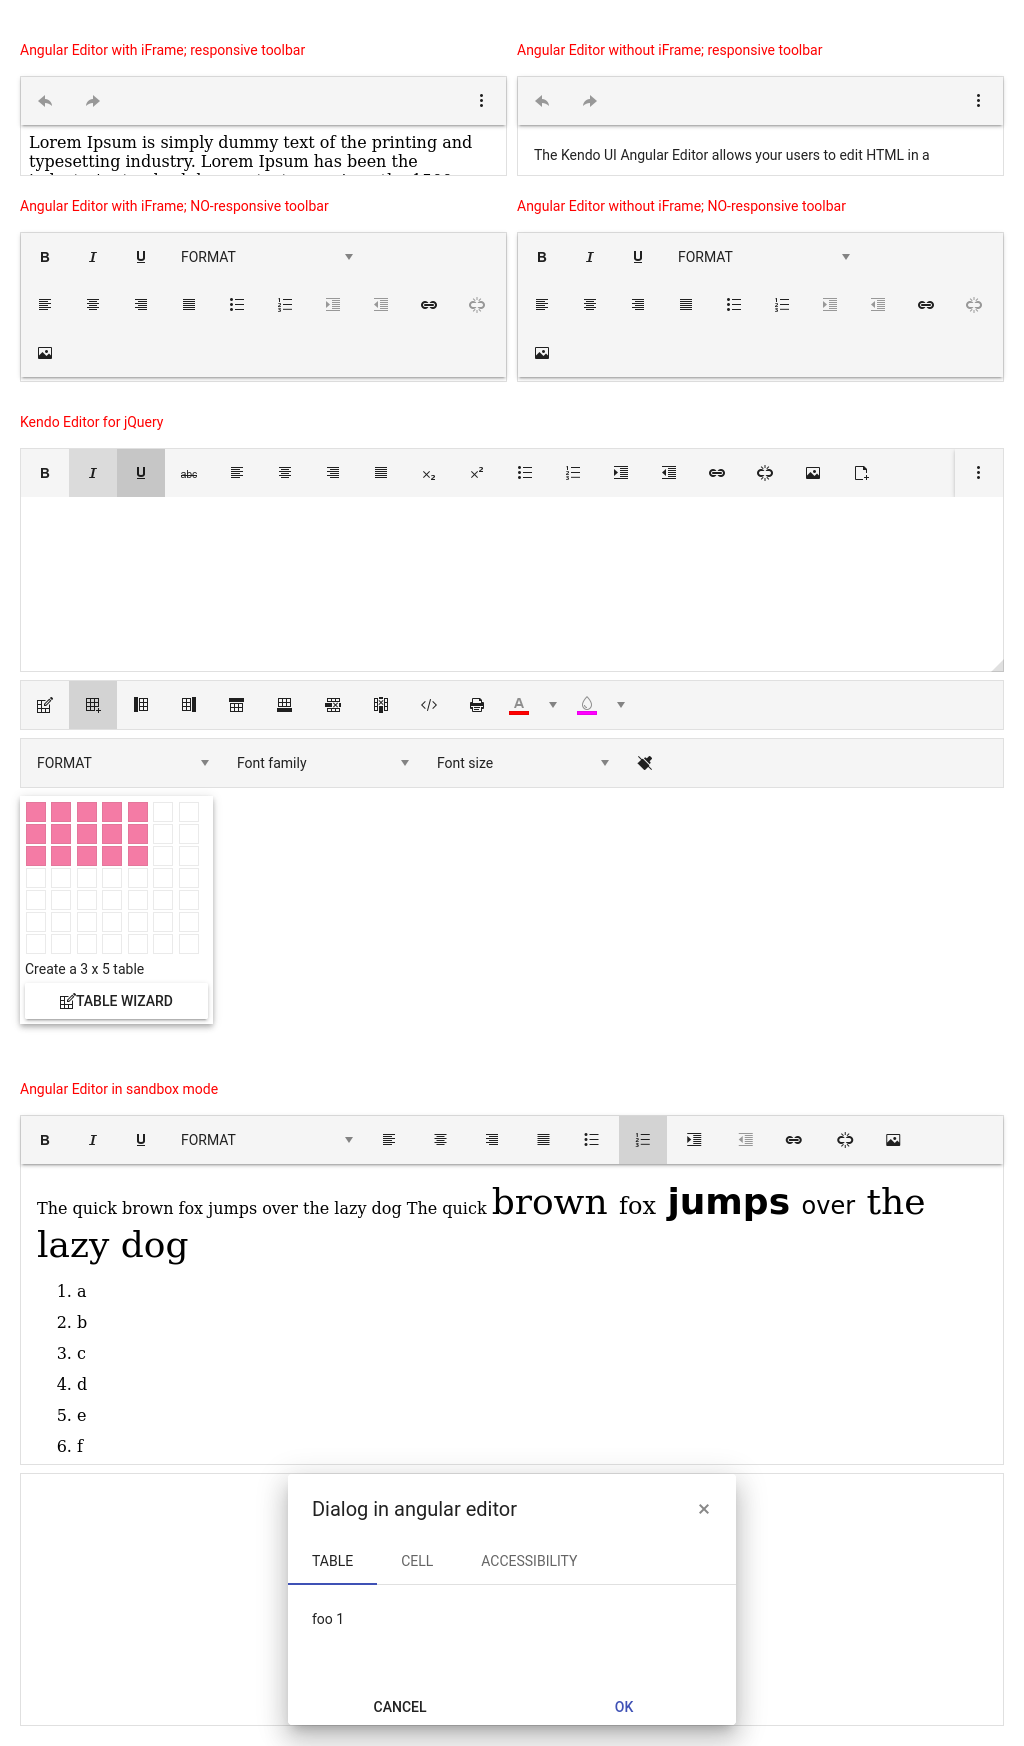 Angular Editor with iFrame; responsive toolbar
Angular Editor without iFrame; responsive toolbar
Lorem Ipsum is simply dummy text of the printing and
typesetting industry. Lorem Ipsum has been the
The Kendo UI Angular Editor allows your users to edit HTML in a
Angular Editor with iFrame; NO-responsive toolbar
Angular Editor without iFrame; NO-responsive toolbar
B I U FORMAT
B I U FORMAT
Kendo Editor for jQuery
B I U abc x₂ x²
A
FORMAT Font family Font size
Create a 3 x 5 table
TABLE WIZARD
Angular Editor in sandbox mode
B I U FORMAT
The quick brown fox jumps over the lazy dog The quick brown fox jumps over the
lazy dog
1. a
2. b
3. c
4. d
5. e
6. f
Dialog in angular editor
TABLE CELL ACCESSIBILITY
foo 1
CANCEL OK